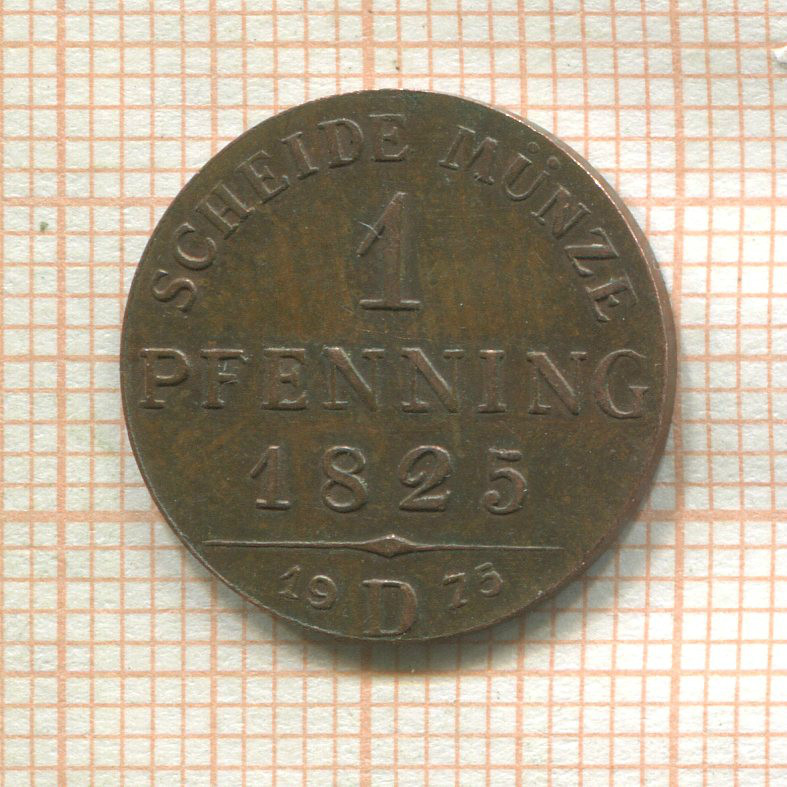 SCHEIDE MÜNZE
1
PFENNING
1825
19 D 75